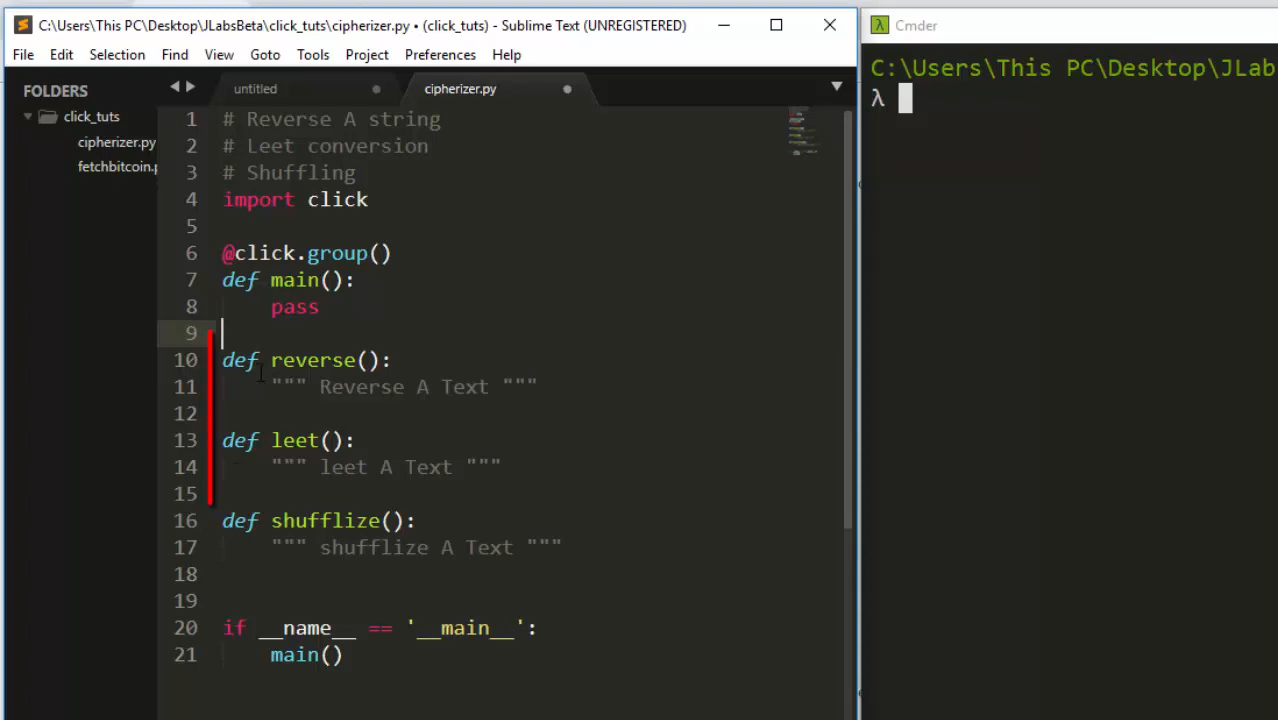 C:\Users\This PC\Desktop\JLabsBeta\click_tuts\cipherizer.py • (click_tuts) - Sublime Text (UNREGISTERED)
File Edit Selection Find View Goto Tools Project Preferences Help
FOLDERS
click_tuts
cipherizer.py
fetchbitcoin.p
untitled
cipherizer.py
1 # Reverse A string
2 # Leet conversion
3 # Shuffling
4 import click
5
6 @click.group()
7 def main():
8 pass
9
10 def reverse():
11 """ Reverse A Text """
12
13 def leet():
14 """ leet A Text """
15
16 def shufflize():
17 """ shufflize A Text """
18
19
20 if __name__ == '__main__':
21 main()
Cmder
C:\Users\This PC\Desktop\JLab
λ